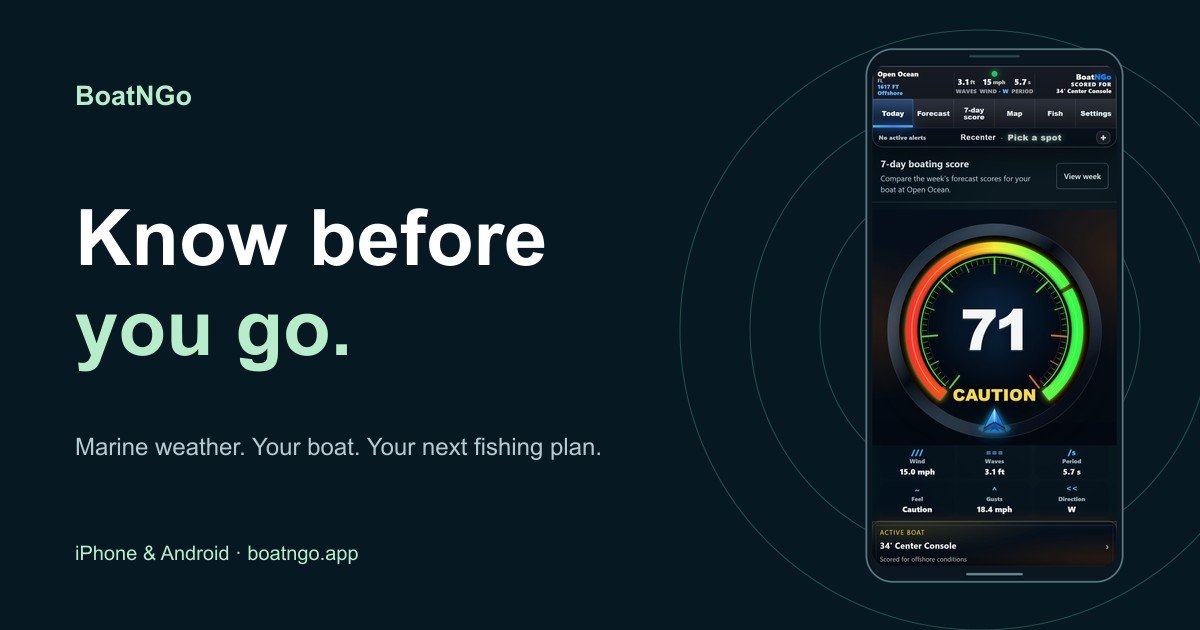 BoatNGo
Know before
you go.
Marine weather. Your boat. Your next fishing plan.
iPhone & Android · boatngo.app
Open Ocean
FL
1617 FT
Offshore
3.1 ft 15 mph 5.7 s
WAVES WIND · W PERIOD
BoatNGo
SCORED FOR
34' Center Console
Today Forecast 7-day score Map Fish Settings
No active alerts Recenter · Pick a spot +
7-day boating score
Compare the week's forecast scores for your
boat at Open Ocean.
View week
71
CAUTION
/// === /s
Wind Waves Period
15.0 mph 3.1 ft 5.7 s
~ ^ <<
Feel Gusts Direction
Caution 18.4 mph W
ACTIVE BOAT
34' Center Console ›
Scored for offshore conditions